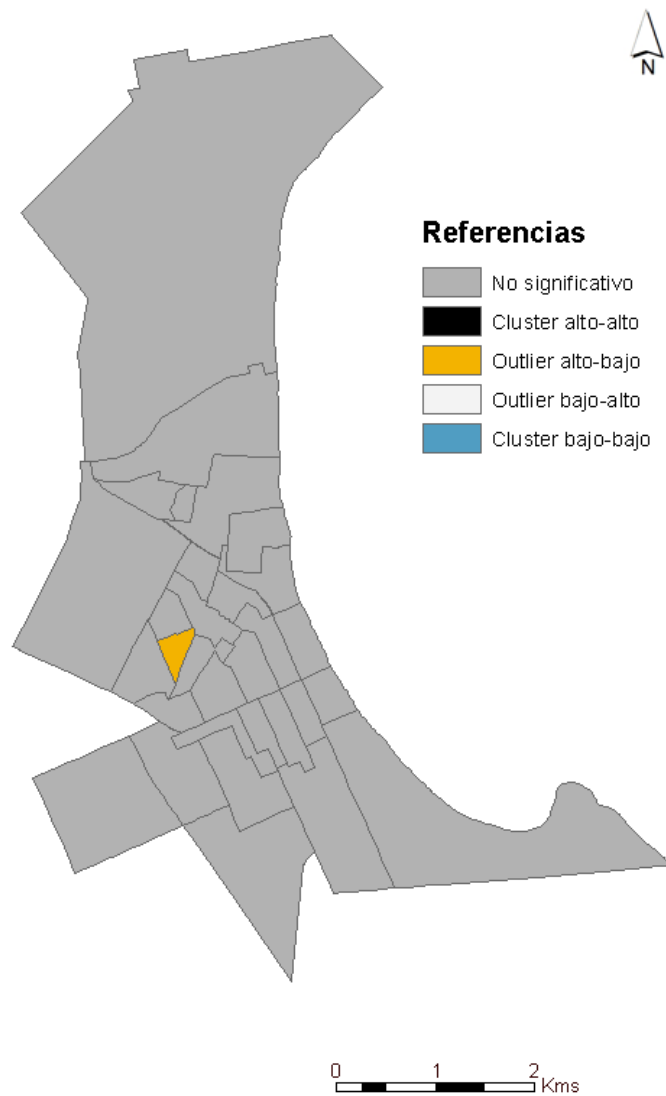 N
Referencias
No significativo
Cluster alto-alto
Outlier alto-bajo
Outlier bajo-alto
Cluster bajo-bajo
0 1 2
Kms